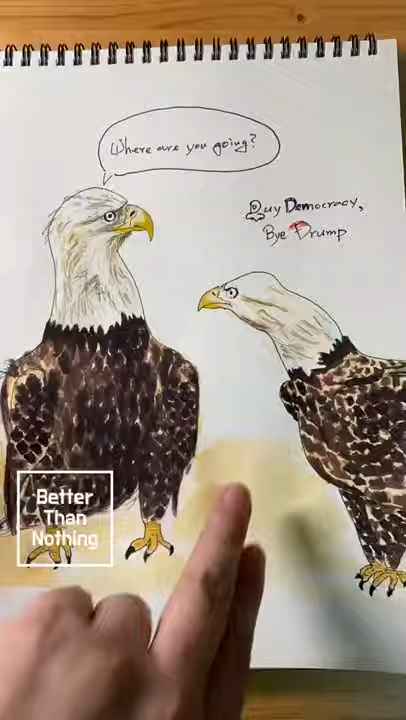 Where are you going?
Buy Democracy,
Bye Drump
Better
Than
Nothing